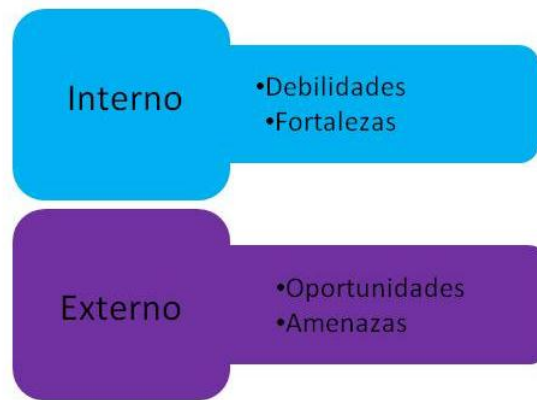 Interno
•Debilidades
•Fortalezas
Externo
•Oportunidades
•Amenazas